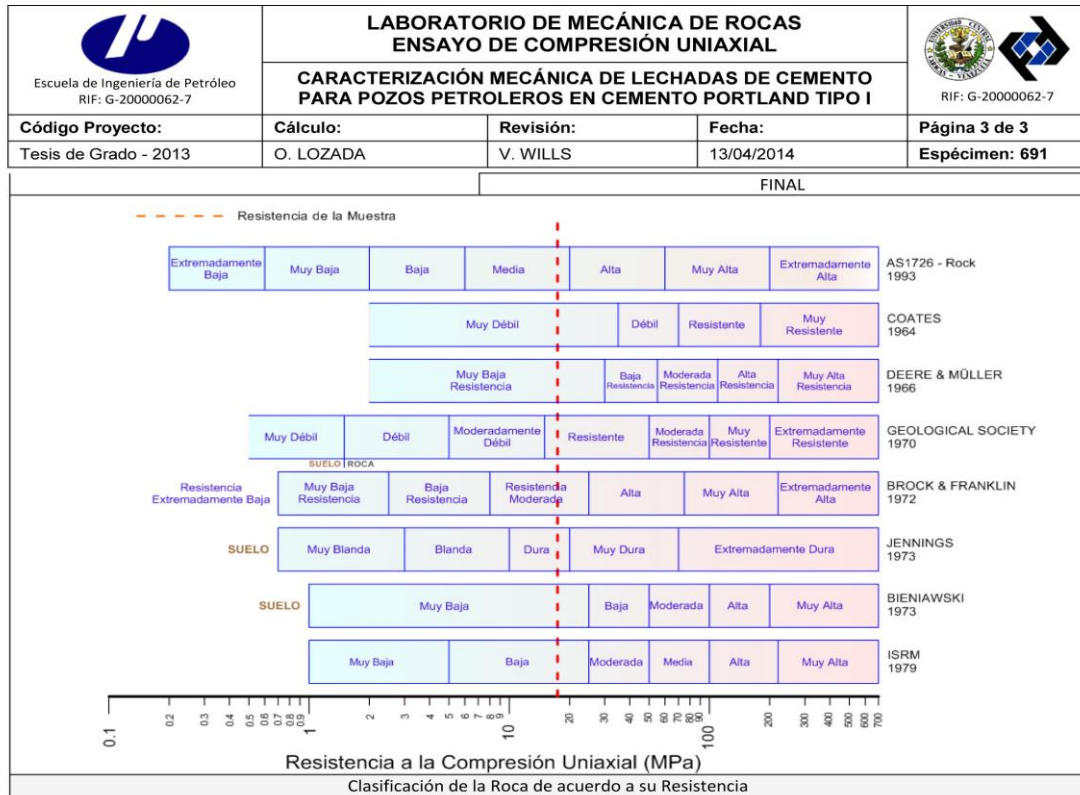 Escuela de Ingeniería de Petróleo
RIF: G-20000062-7
LABORATORIO DE MECÁNICA DE ROCAS
ENSAYO DE COMPRESIÓN UNIAXIAL
CARACTERIZACIÓN MECÁNICA DE LECHADAS DE CEMENTO
PARA POZOS PETROLEROS EN CEMENTO PORTLAND TIPO I
UNIVERSIDAD CENTRAL
CARACAS - VENEZUELA
RIF: G-20000062-7
Código Proyecto: Cálculo: Revisión: Fecha: Página 3 de 3
Tesis de Grado - 2013 O. LOZADA V. WILLS 13/04/2014 Espécimen: 691
FINAL
Resistencia de la Muestra
Extremadamente
Baja
Muy Baja
Baja
Media
Alta
Muy Alta
Extremadamente
Alta
AS1726 - Rock
1993
Muy Débil
Débil
Resistente
Muy
Resistente
COATES
1964
Muy Baja
Resistencia
Baja
Resistencia
Moderada
Resistencia
Alta
Resistencia
Muy Alta
Resistencia
DEERE & MÜLLER
1966
Muy Débil
Débil
Moderadamente
Débil
Resistente
Moderada
Resistencia
Muy
Resistente
Extremadamente
Resistente
GEOLOGICAL SOCIETY
1970
SUELO ROCA
Resistencia
Extremadamente Baja
Muy Baja
Resistencia
Baja
Resistencia
Resistencia
Moderada
Alta
Muy Alta
Extremadamente
Alta
BROCK & FRANKLIN
1972
SUELO
Muy Blanda
Blanda
Dura
Muy Dura
Extremadamente Dura
JENNINGS
1973
SUELO
Muy Baja
Baja
Moderada
Alta
Muy Alta
BIENIAWSKI
1973
Muy Baja
Baja
Moderada
Media
Alta
Muy Alta
ISRM
1979
0.1 0.2 0.3 0.4 0.5 0.6 0.7 0.8 0.9 1 2 3 4 5 6 7 8 9 10 20 30 40 50 60 70 80 90 100 200 300 400 500 600 700
Resistencia a la Compresión Uniaxial (MPa)
Clasificación de la Roca de acuerdo a su Resistencia